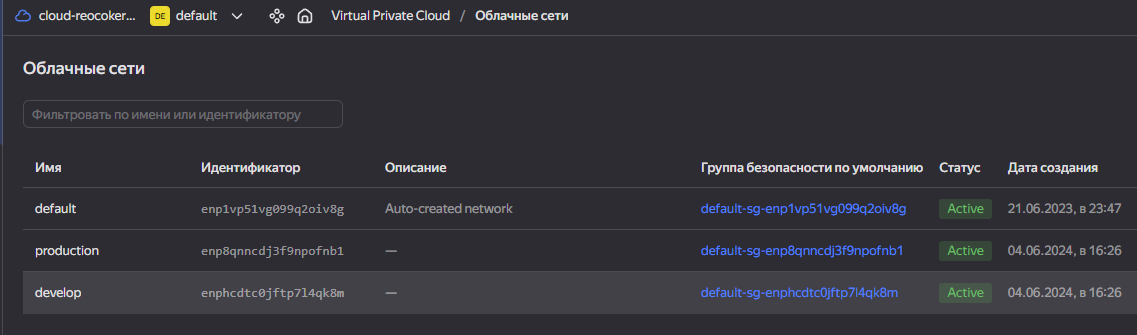 cloud-reocoker... DE default Virtual Private Cloud / Облачные сети
Облачные сети
Фильтровать по имени или идентификатору
Имя Идентификатор Описание Группа безопасности по умолчанию Статус Дата создания
default enp1vp51vg099q2oiv8g Auto-created network default-sg-enp1vp51vg099q2oiv8g Active 21.06.2023, в 23:47
production enp8qnncdj3f9npofnb1 — default-sg-enp8qnncdj3f9npofnb1 Active 04.06.2024, в 16:26
develop enphcdtc0jftp7l4qk8m — default-sg-enphcdtc0jftp7l4qk8m Active 04.06.2024, в 16:26